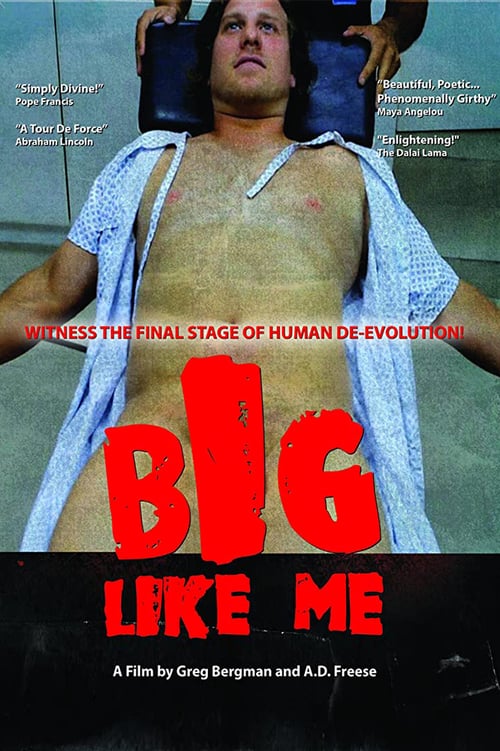 "Simply Divine!"
Pope Francis
"A Tour De Force"
Abraham Lincoln
"Beautiful, Poetic...
Phenomenally Girthy"
Maya Angelou
"Enlightening!"
The Dalai Lama
WITNESS THE FINAL STAGE OF HUMAN DE-EVOLUTION!
BIG
LIKE ME
A Film by Greg Bergman and A.D. Freese